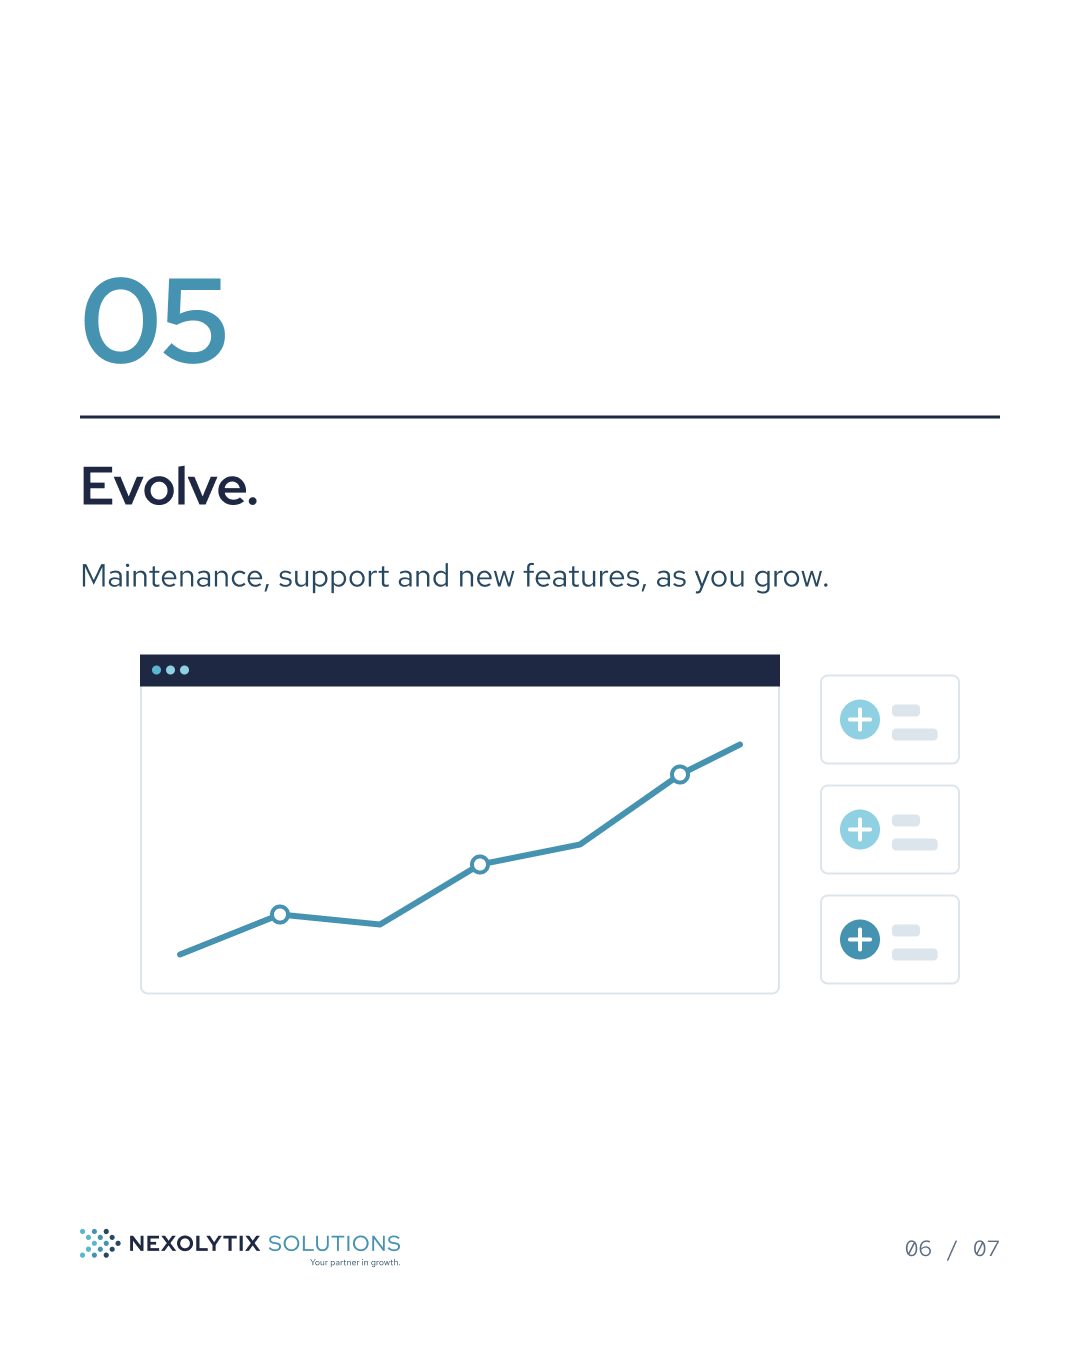 05
Evolve.
Maintenance, support and new features, as you grow.
NEXOLYTIX SOLUTIONS
Your partner in growth.
06 / 07